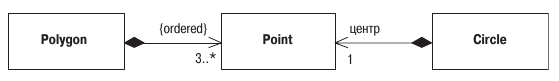 Polygon
{ordered}
3..*
Point
центр
1
Circle